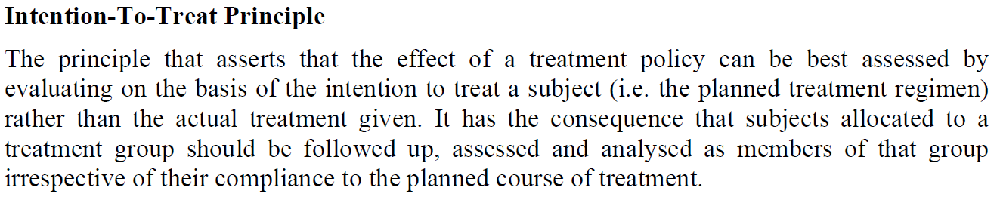 Intention-To-Treat Principle
The principle that asserts that the effect of a treatment policy can be best assessed by
evaluating on the basis of the intention to treat a subject (i.e. the planned treatment regimen)
rather than the actual treatment given. It has the consequence that subjects allocated to a
treatment group should be followed up, assessed and analysed as members of that group
irrespective of their compliance to the planned course of treatment.